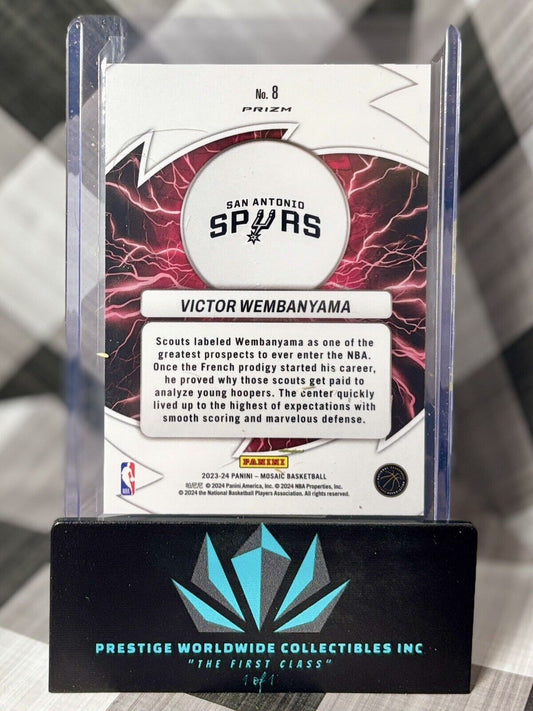 No. 8
PRIZM
SAN ANTONIO
SPURS
VICTOR WEMBANYAMA
Scouts labeled Wembanyama as one of the
greatest prospects to ever enter the NBA.
Once the French prodigy started his career,
he proved why those scouts get paid to
analyze young hoopers. The center quickly
lived up to the highest of expectations with
smooth scoring and marvelous defense.
PANINI
2023-24 PANINI – MOSAIC BASKETBALL
帕尼尼 © 2024 Panini America, Inc. © 2024 NBA Properties, Inc.
© 2024 the National Basketball Players Association. All rights reserved.
PRESTIGE WORLDWIDE COLLECTIBLES INC
"THE FIRST CLASS"
1 of 1